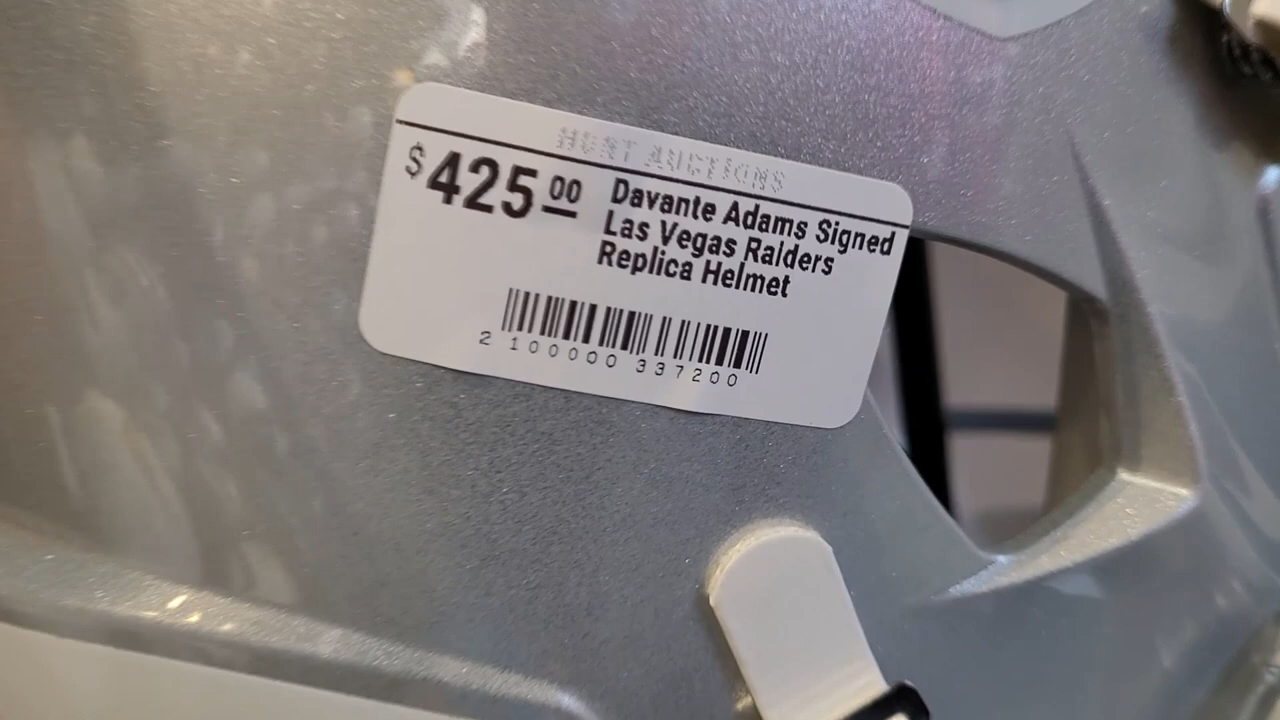 HUNT AUCTIONS
$425.00
Davante Adams Signed
Las Vegas Raiders
Replica Helmet
2 100000 337200